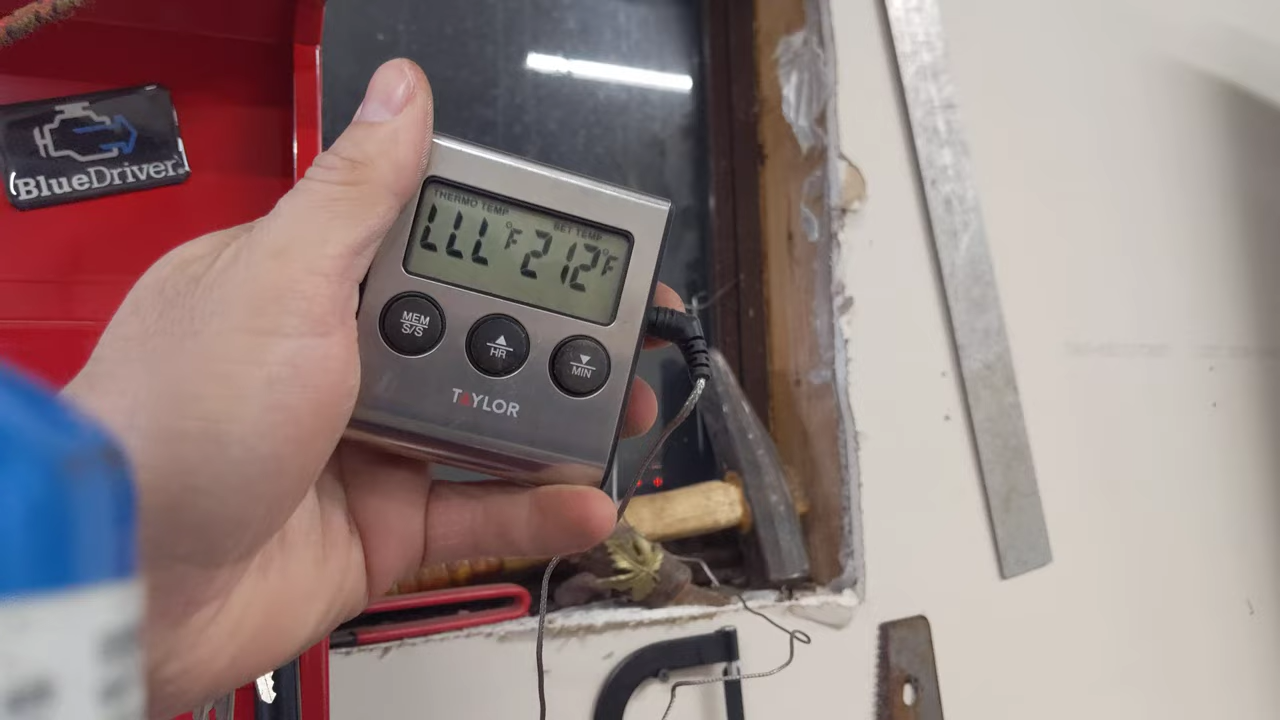 BlueDriver
THERMO TEMP
SET TEMP
LLL °F 212 °F
MEM
S/S
▲
HR
▼
MIN
TAYLOR